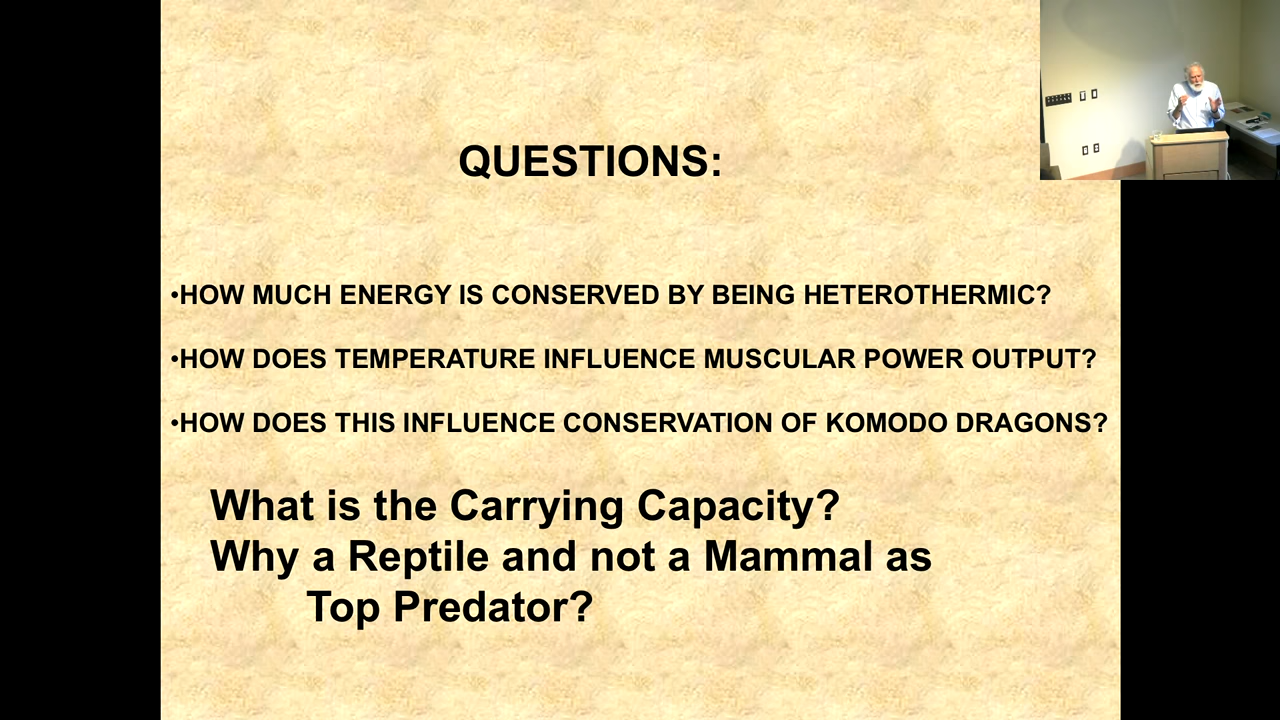 QUESTIONS:
•HOW MUCH ENERGY IS CONSERVED BY BEING HETEROTHERMIC?
•HOW DOES TEMPERATURE INFLUENCE MUSCULAR POWER OUTPUT?
•HOW DOES THIS INFLUENCE CONSERVATION OF KOMODO DRAGONS?
What is the Carrying Capacity?
Why a Reptile and not a Mammal as
Top Predator?